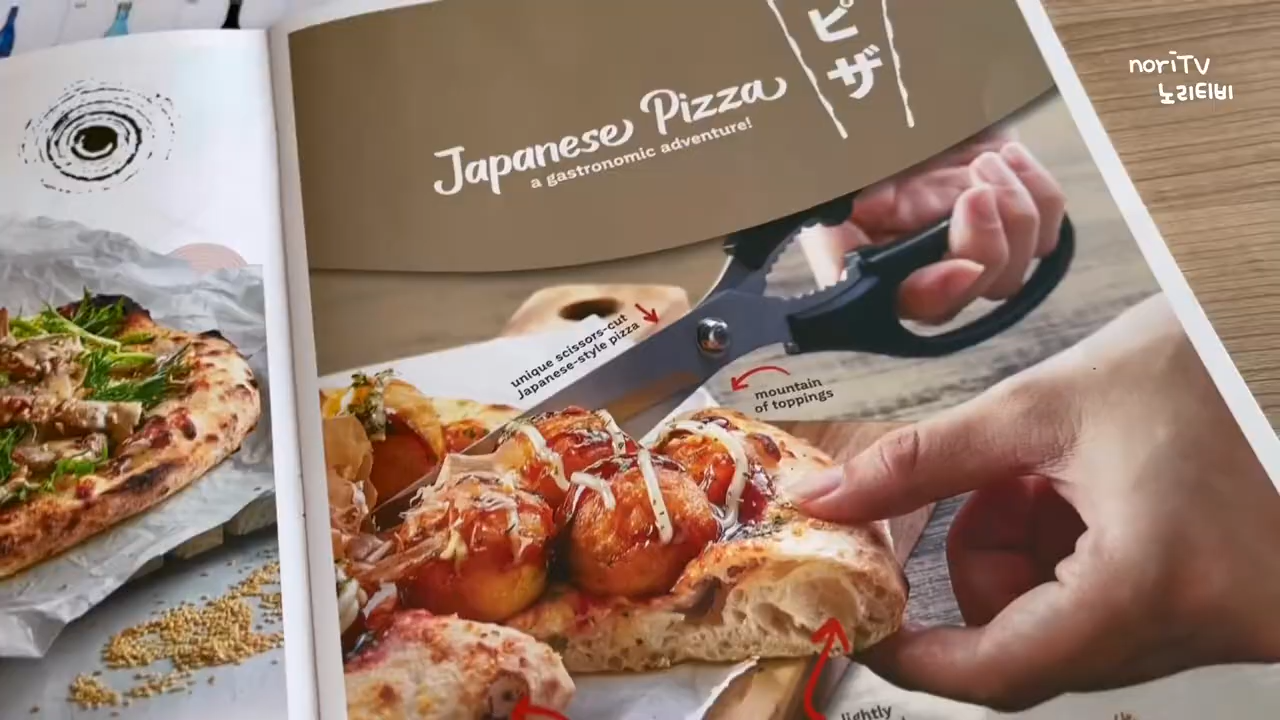 noriTV
노리티비
ピザ
Japanese Pizza
a gastronomic adventure!
unique scissors-cut
Japanese-style pizza
mountain
of toppings
lightly